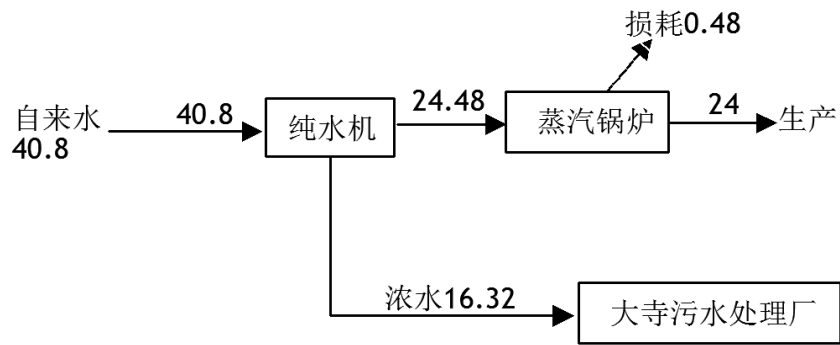 损耗0.48
自来水
40.8
40.8
纯水机
24.48
蒸汽锅炉
24
生产
浓水16.32
大寺污水处理厂